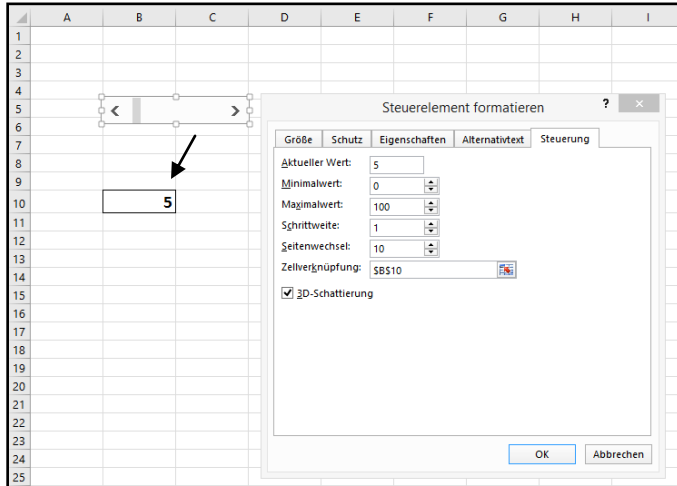 A B C D E F G H I
1
2
3
4
5
6
7
8
9
10
11
12
13
14
15
16
17
18
19
20
21
22
23
24
25
5
Steuerelement formatieren ?
Größe Schutz Eigenschaften Alternativtext Steuerung
Aktueller Wert: 5
Minimalwert: 0
Maximalwert: 100
Schrittweite: 1
Seitenwechsel: 10
Zellverknüpfung: $B$10
3D-Schattierung
OK Abbrechen